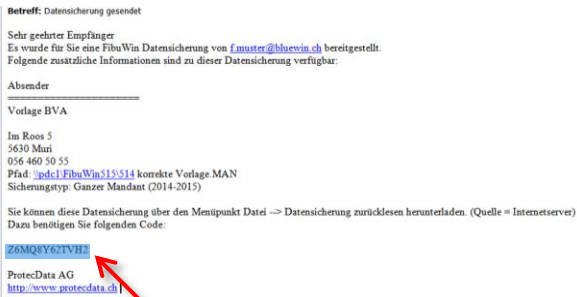 Betreff: Datensicherung gesendet
Sehr geehrter Empfänger
Es wurde für Sie eine FibuWin Datensicherung von f.muster@bluewin.ch bereitgestellt.
Folgende zusätzliche Informationen sind zu dieser Datensicherung verfügbar:
Absender
======================
Vorlage BVA
Im Roos 5
5630 Muri
056 460 50 55
Pfad: \\pdc1\FibuWin515\514 korrekte Vorlage.MAN
Sicherungstyp: Ganzer Mandant (2014-2015)
Sie können diese Datensicherung über den Menüpunkt Datei --> Datensicherung zurücklesen herunterladen. (Quelle = Internetserver)
Dazu benötigen Sie folgenden Code:
Z6MQ8Y62TVH2
ProtecData AG
http://www.protecdata.ch